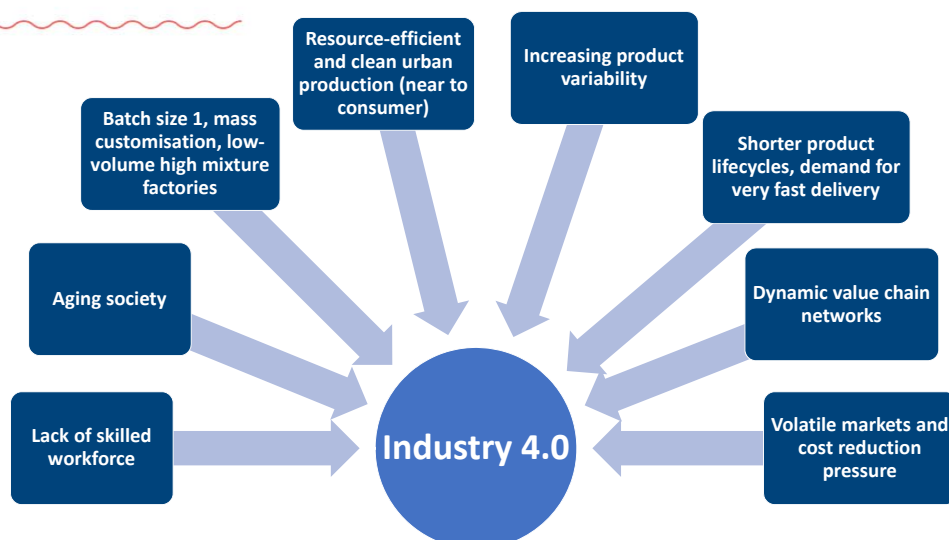 Resource-efficient
and clean urban
production (near to
consumer)
Increasing product
variability
Batch size 1, mass
customisation, low-
volume high mixture
factories
Shorter product
lifecycles, demand for
very fast delivery
Aging society
Dynamic value chain
networks
Lack of skilled
workforce
Industry 4.0
Volatile markets and
cost reduction
pressure